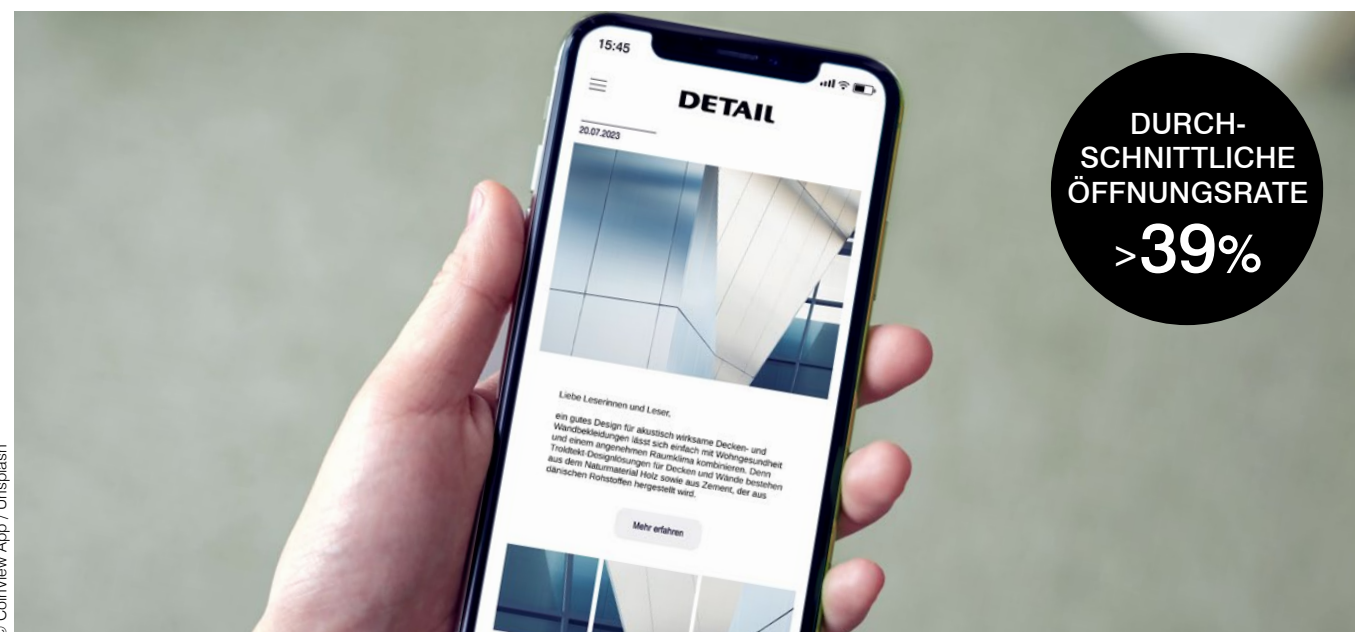 15:45
DETAIL
20.07.2023
Liebe Leserinnen und Leser,
ein gutes Design für akustisch wirksame Decken- und
Wandbekleidungen lässt sich einfach mit Wohngesundheit
und einem angenehmen Raumklima kombinieren. Denn
Troldtekt-Designlösungen für Decken und Wände bestehen
aus dem Naturmaterial Holz sowie aus Zement, der aus
dänischen Rohstoffen hergestellt wird.
Mehr erfahren
DURCH-
SCHNITTLICHE
ÖFFNUNGSRATE
>39%
CoinView App / Unsplash